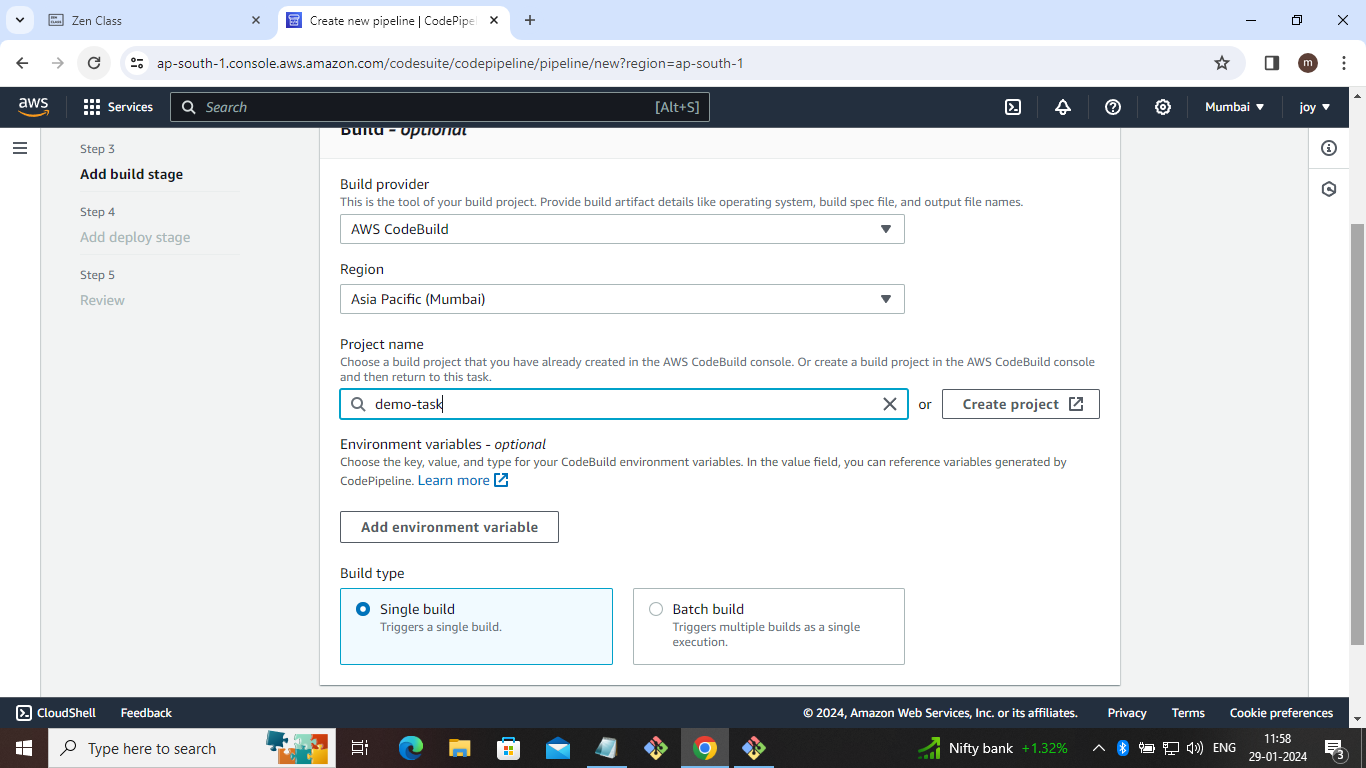 Zen Class
Create new pipeline | CodePipel
ap-south-1.console.aws.amazon.com/codesuite/codepipeline/pipeline/new?region=ap-south-1
m
aws
Services
Search
[Alt+S]
Mumbai
joy
Build - optional
Step 3
Add build stage
Step 4
Add deploy stage
Step 5
Review
Build provider
This is the tool of your build project. Provide build artifact details like operating system, build spec file, and output file names.
AWS CodeBuild
Region
Asia Pacific (Mumbai)
Project name
Choose a build project that you have already created in the AWS CodeBuild console. Or create a build project in the AWS CodeBuild console
and then return to this task.
demo-task
or
Create project
Environment variables - optional
Choose the key, value, and type for your CodeBuild environment variables. In the value field, you can reference variables generated by
CodePipeline. Learn more
Add environment variable
Build type
Single build
Triggers a single build.
Batch build
Triggers multiple builds as a single
execution.
CloudShell
Feedback
© 2024, Amazon Web Services, Inc. or its affiliates.
Privacy
Terms
Cookie preferences
Type here to search
Nifty bank +1.32%
ENG
11:58
29-01-2024
3